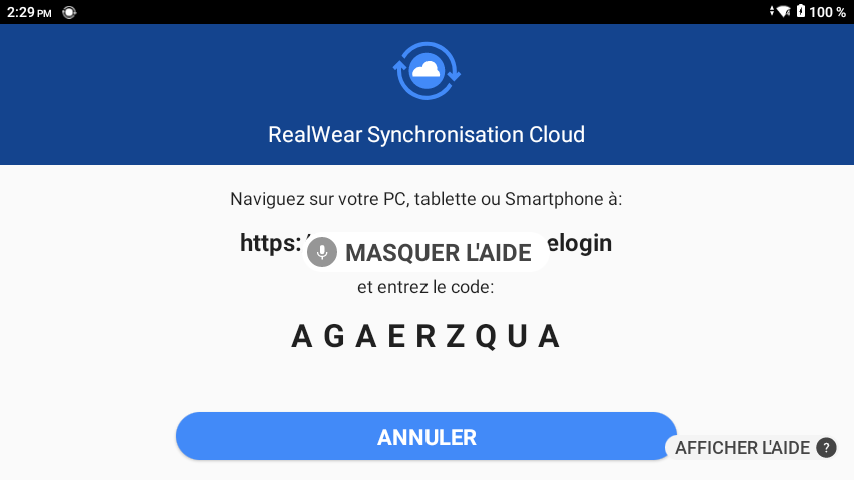 2:29 PM
100 %
RealWear Synchronisation Cloud
Naviguez sur votre PC, tablette ou Smartphone à:
https:/ elogin
MASQUER L'AIDE
et entrez le code:
AGAERZQUA
ANNULER
AFFICHER L'AIDE ?